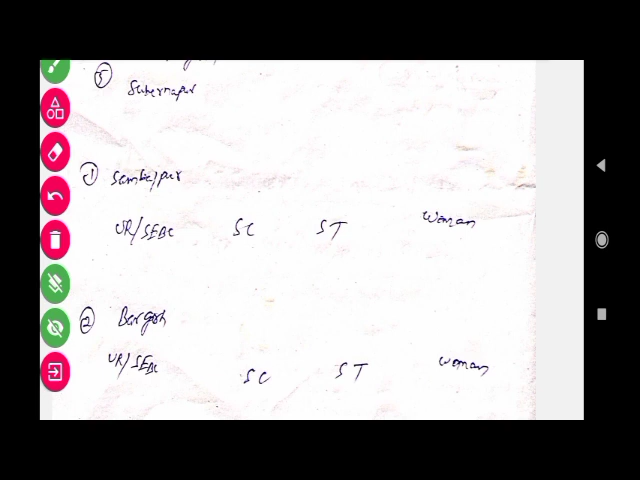 ⑤ Subarnapur
① Sambalpur
UR/SEBC SC ST Woman
② Bargarh
UR/SEBC SC ST Woman